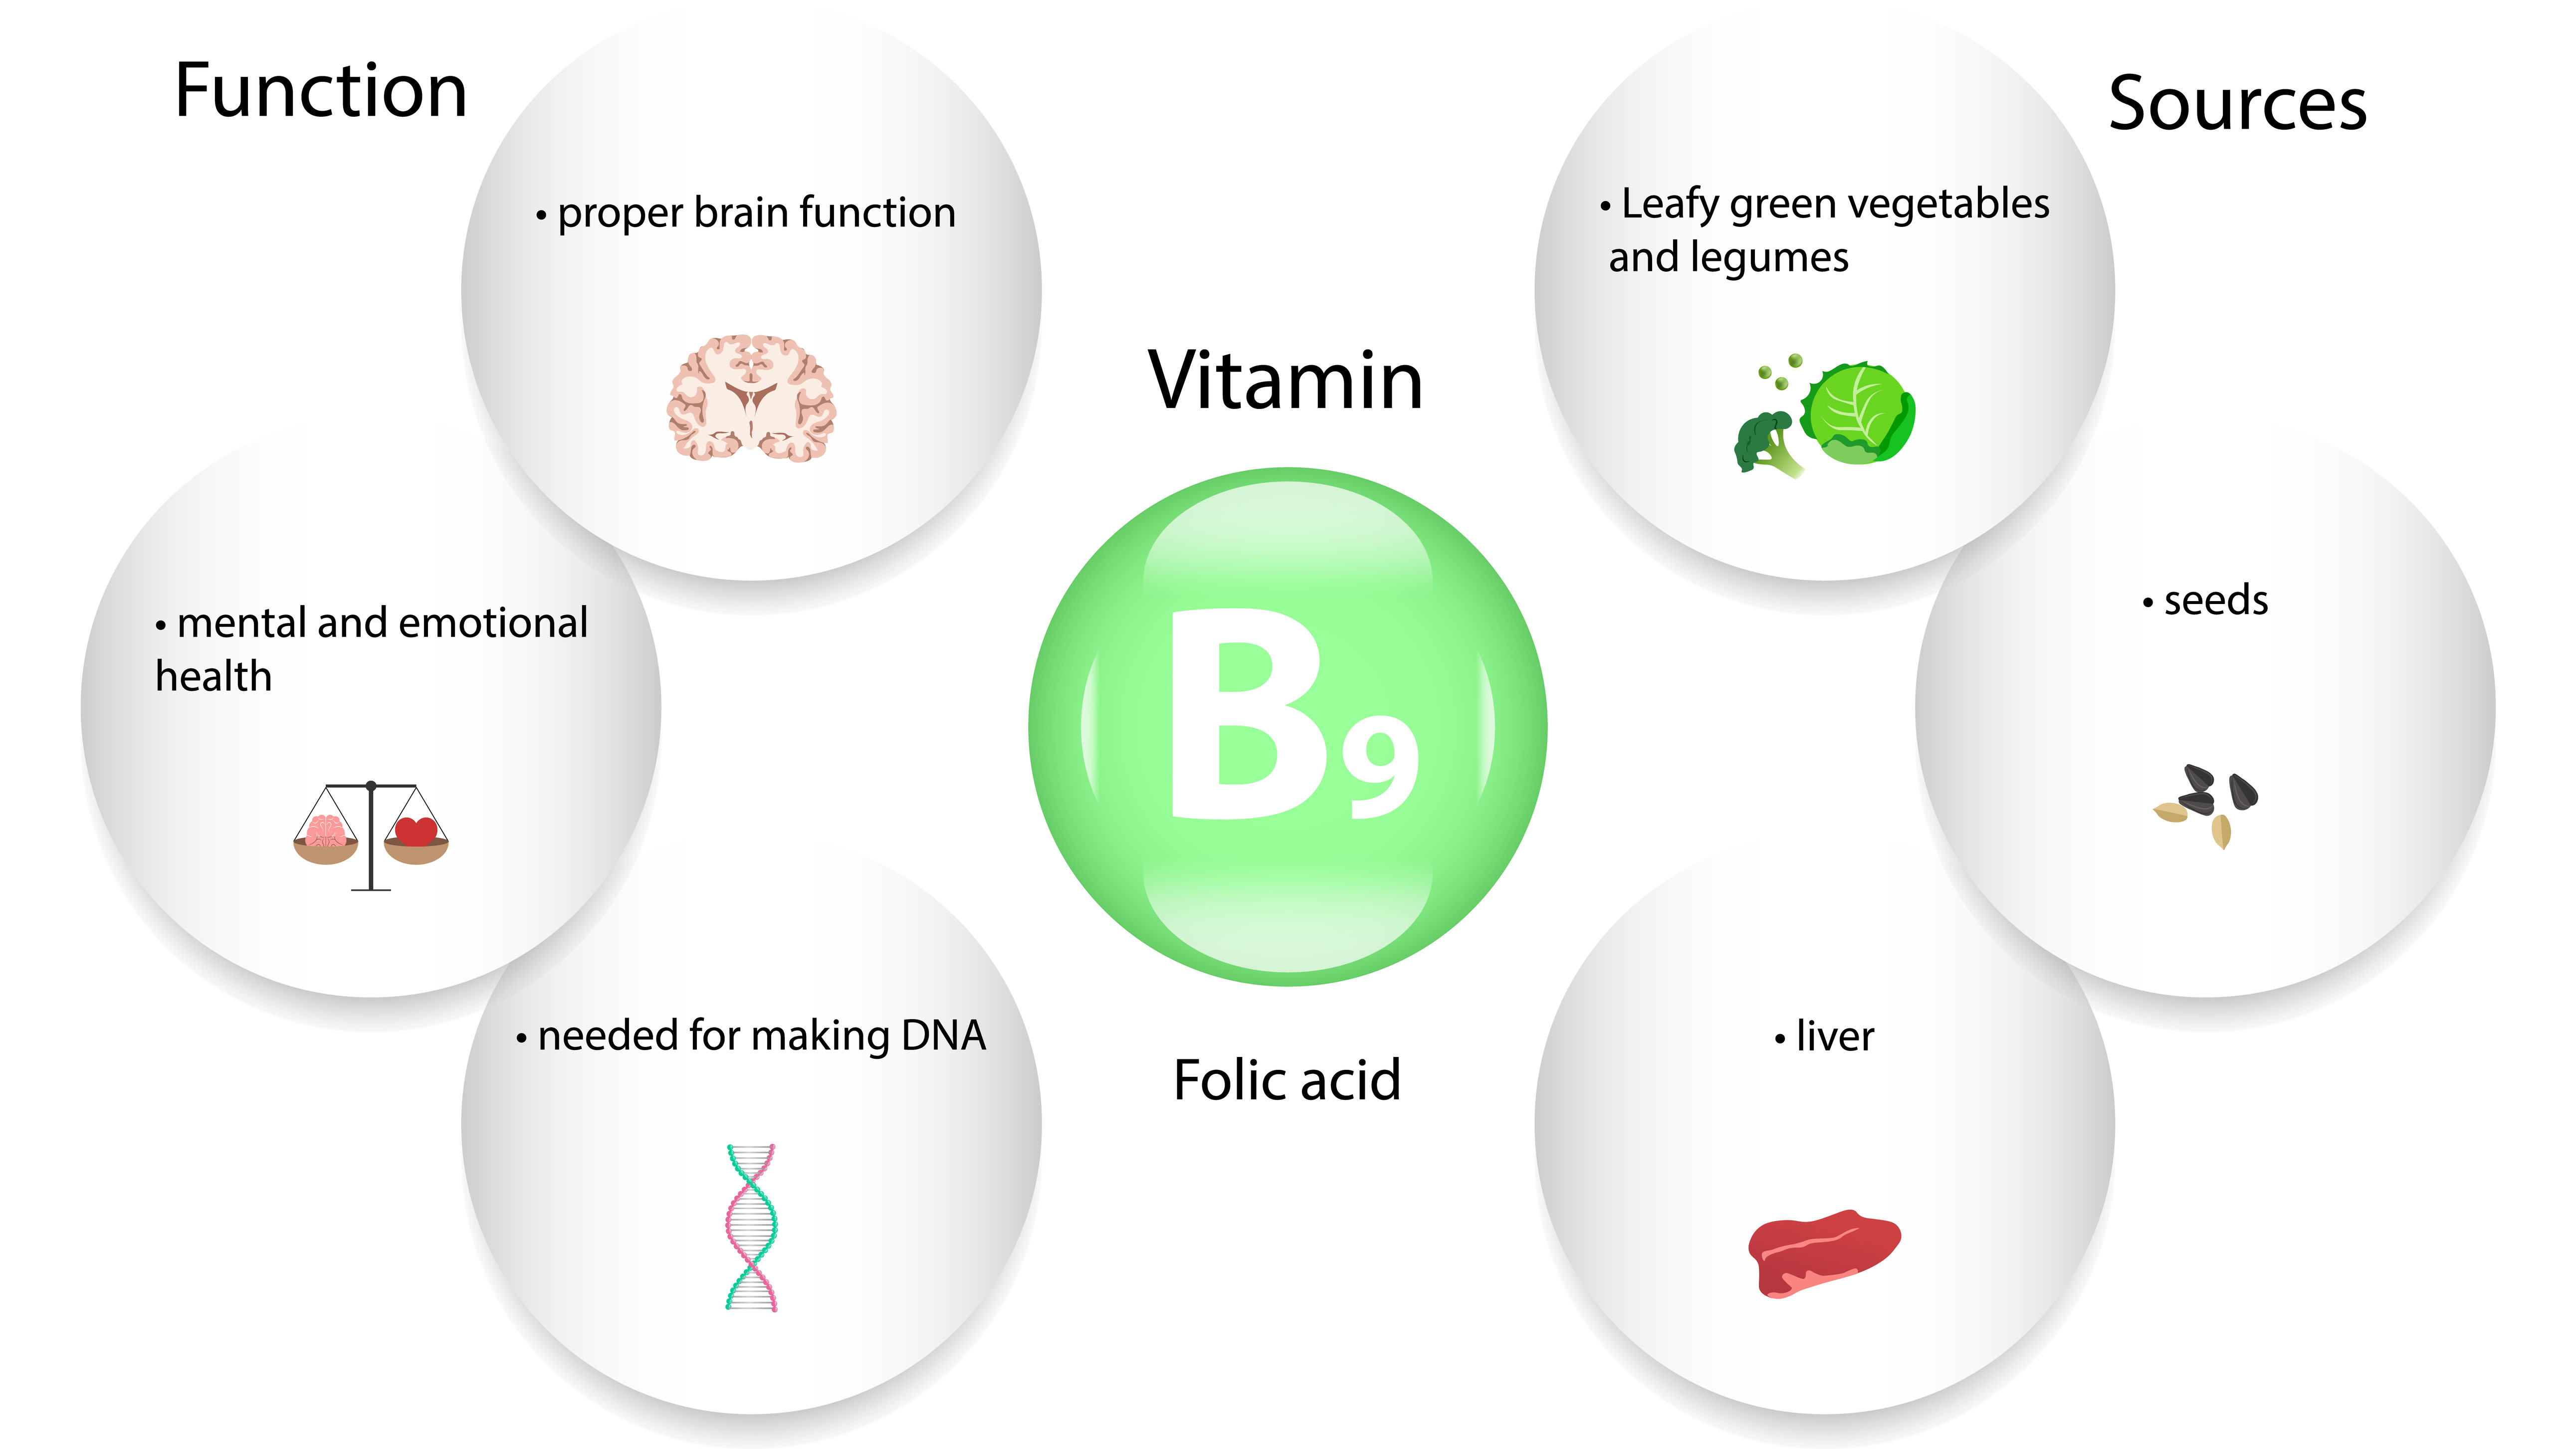 Function
• proper brain function
• mental and emotional
health
• needed for making DNA
Vitamin
B9
Folic acid
Sources
• Leafy green vegetables
and legumes
• seeds
• liver